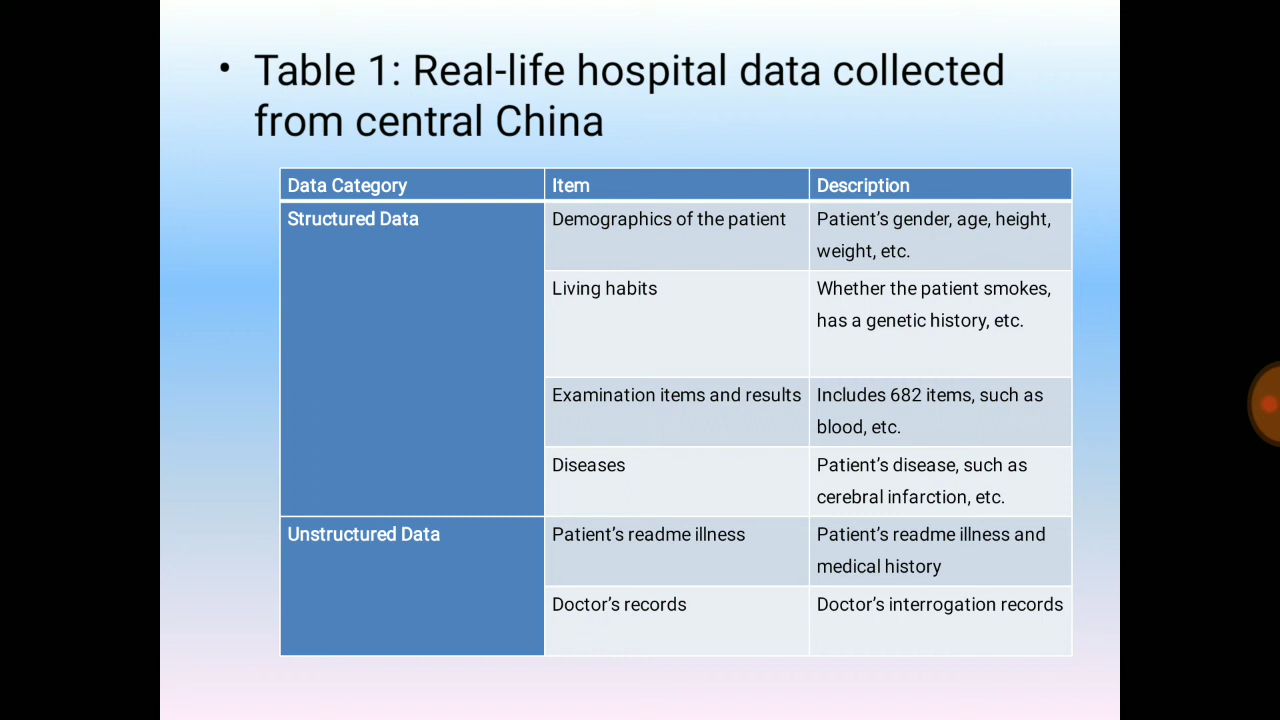 • Table 1: Real-life hospital data collected
from central China
Data Category Item Description
Structured Data Demographics of the patient Patient’s gender, age, height,
weight, etc.
Living habits Whether the patient smokes,
has a genetic history, etc.
Examination items and results Includes 682 items, such as
blood, etc.
Diseases Patient’s disease, such as
cerebral infarction, etc.
Unstructured Data Patient’s readme illness Patient’s readme illness and
medical history
Doctor’s records Doctor’s interrogation records